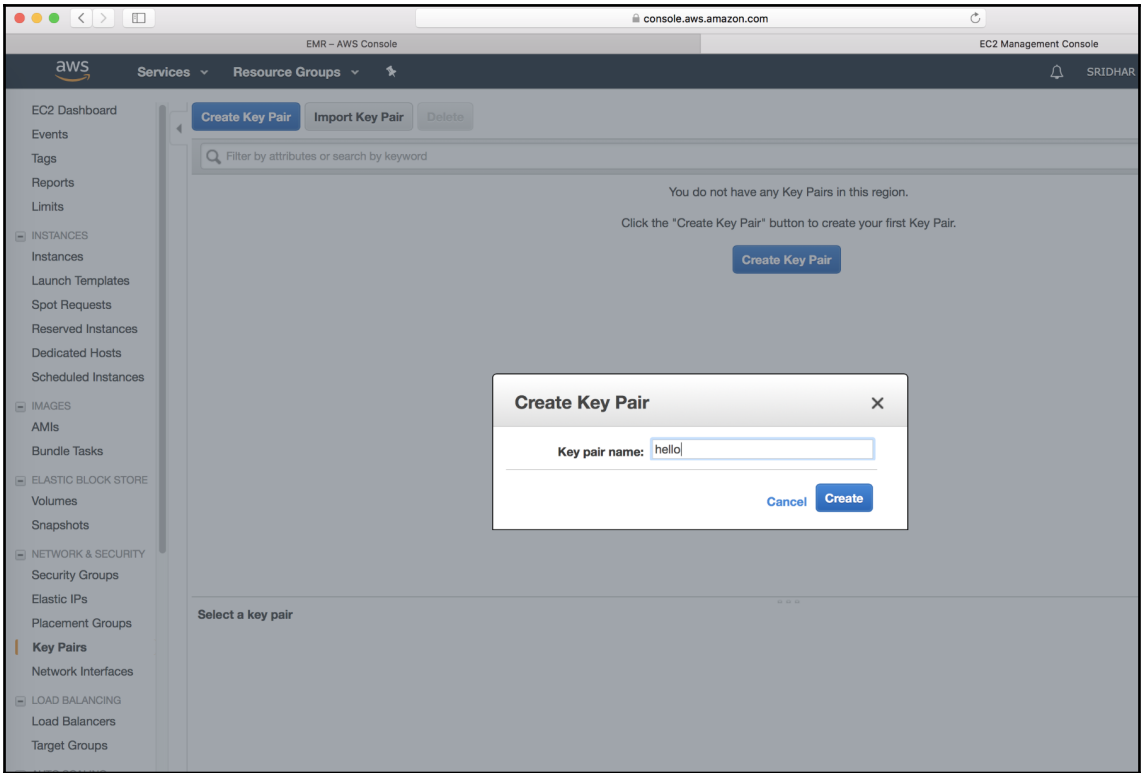 console.aws.amazon.com
EMR – AWS Console
EC2 Management Console
aws
Services
Resource Groups
SRIDHAR
EC2 Dashboard
Events
Tags
Reports
Limits
INSTANCES
Instances
Launch Templates
Spot Requests
Reserved Instances
Dedicated Hosts
Scheduled Instances
IMAGES
AMIs
Bundle Tasks
ELASTIC BLOCK STORE
Volumes
Snapshots
NETWORK & SECURITY
Security Groups
Elastic IPs
Placement Groups
Key Pairs
Network Interfaces
LOAD BALANCING
Load Balancers
Target Groups
Create Key Pair
Import Key Pair
Delete
Filter by attributes or search by keyword
You do not have any Key Pairs in this region.
Click the "Create Key Pair" button to create your first Key Pair.
Create Key Pair
Create Key Pair
Key pair name: hello
Cancel
Create
Select a key pair